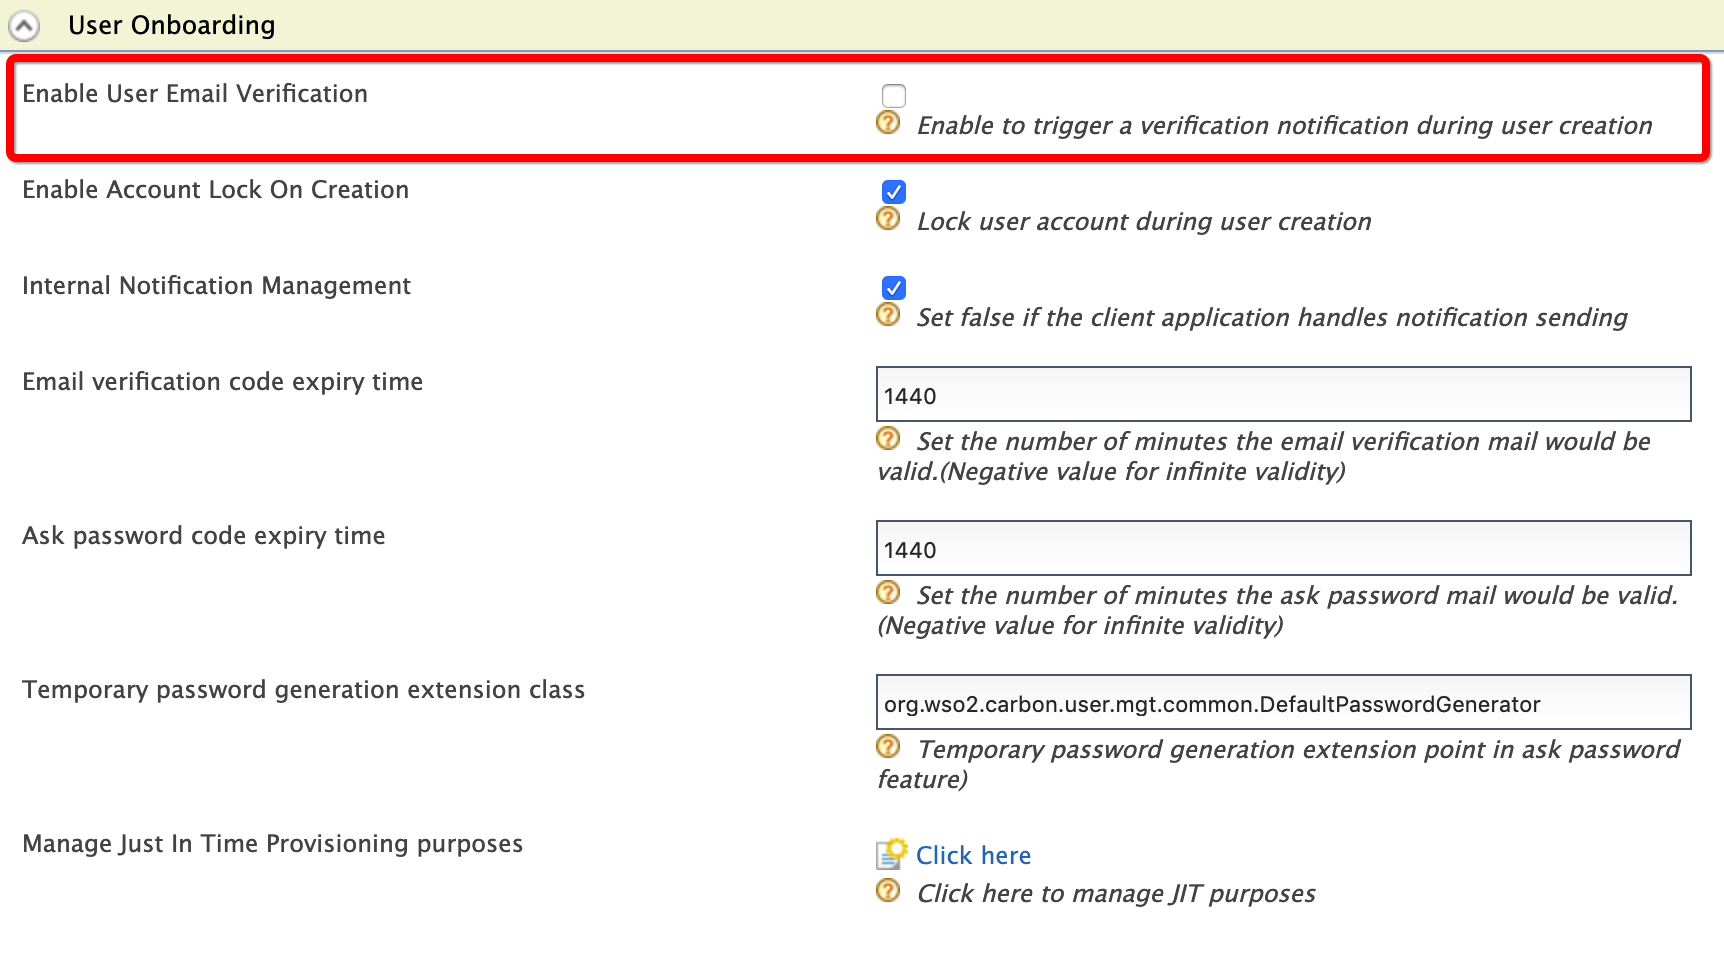 User Onboarding
Enable User Email Verification
Enable to trigger a verification notification during user creation
Enable Account Lock On Creation
Lock user account during user creation
Internal Notification Management
Set false if the client application handles notification sending
Email verification code expiry time
1440
Set the number of minutes the email verification mail would be
valid.(Negative value for infinite validity)
Ask password code expiry time
1440
Set the number of minutes the ask password mail would be valid.
(Negative value for infinite validity)
Temporary password generation extension class
org.wso2.carbon.user.mgt.common.DefaultPasswordGenerator
Temporary password generation extension point in ask password
feature)
Manage Just In Time Provisioning purposes
Click here
Click here to manage JIT purposes